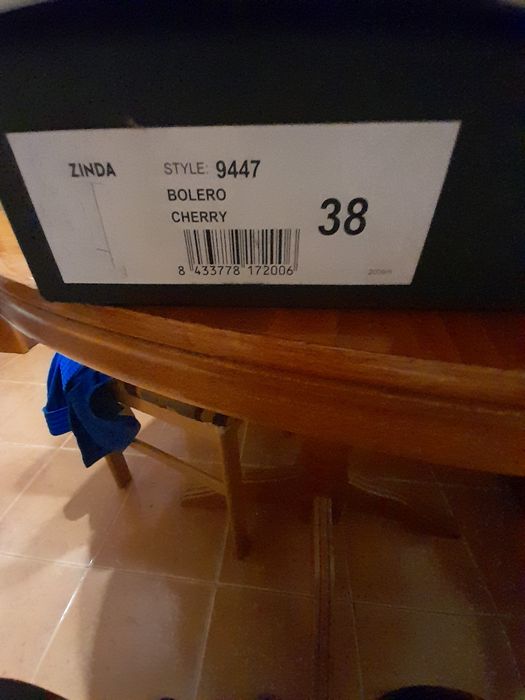 ZINDA
STYLE: 9447
BOLERO
CHERRY
38
8 433778 172006